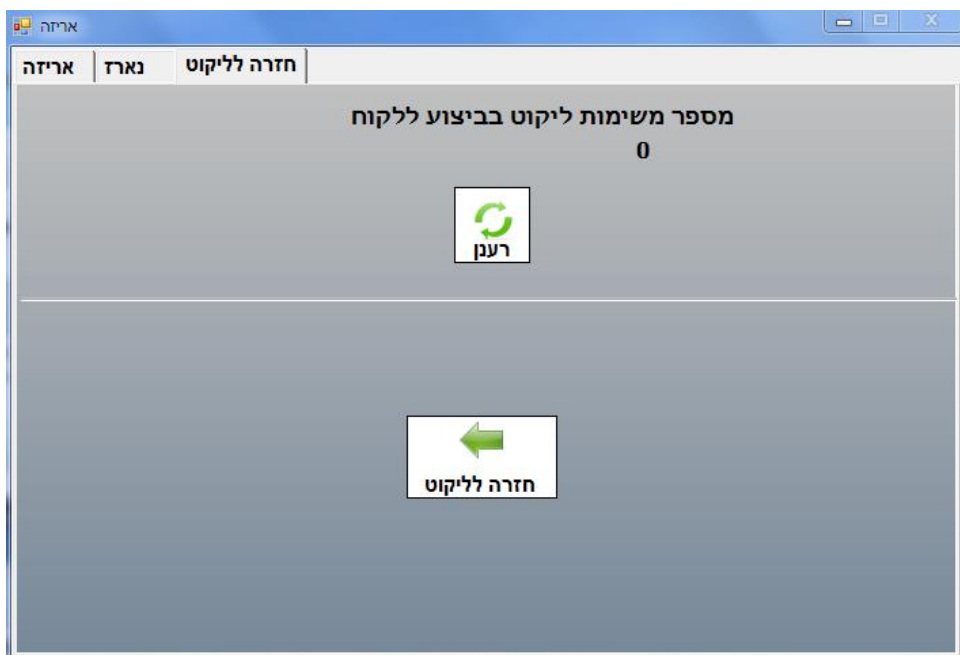 אריזה
אריזה
נארז
חזרה לליקוט
מספר משימות ליקוט בביצוע ללקוח
0
רענן
חזרה לליקוט